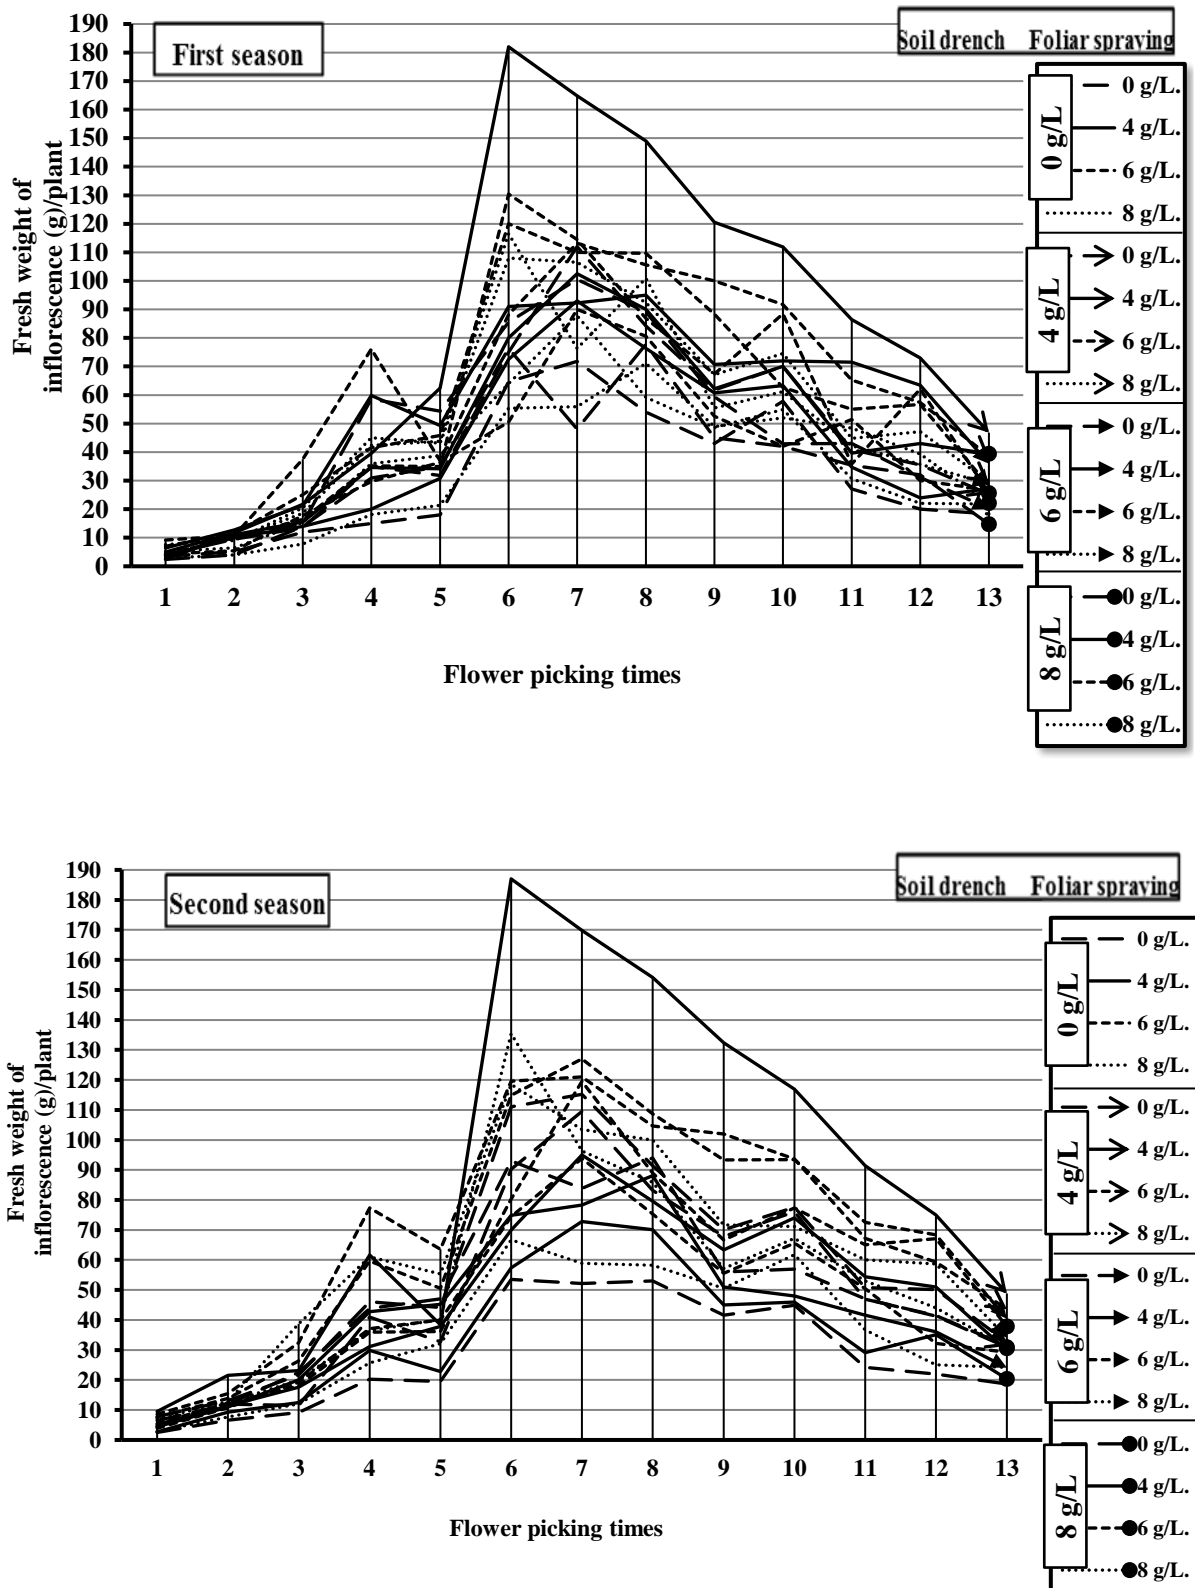 First season
Soil drench Foliar spraying
190
180
170
160
150
140
130
120
110
100
90
80
70
60
50
40
30
20
10
0
Fresh weight of
inflorescence (g)/plant
1 2 3 4 5 6 7 8 9 10 11 12 13
Flower picking times
0 g/L
0 g/L.
4 g/L.
6 g/L.
8 g/L.
4 g/L
0 g/L.
4 g/L.
6 g/L.
8 g/L.
6 g/L
0 g/L.
4 g/L.
6 g/L.
8 g/L.
8 g/L
0 g/L.
4 g/L.
6 g/L.
8 g/L.
Second season
Soil drench Foliar spraying
190
180
170
160
150
140
130
120
110
100
90
80
70
60
50
40
30
20
10
0
Fresh weight of
inflorescence (g)/plant
1 2 3 4 5 6 7 8 9 10 11 12 13
Flower picking times
0 g/L
0 g/L.
4 g/L.
6 g/L.
8 g/L.
4 g/L
0 g/L.
4 g/L.
6 g/L.
8 g/L.
6 g/L
0 g/L.
4 g/L.
6 g/L.
8 g/L.
8 g/L
0 g/L.
4 g/L.
6 g/L.
8 g/L.